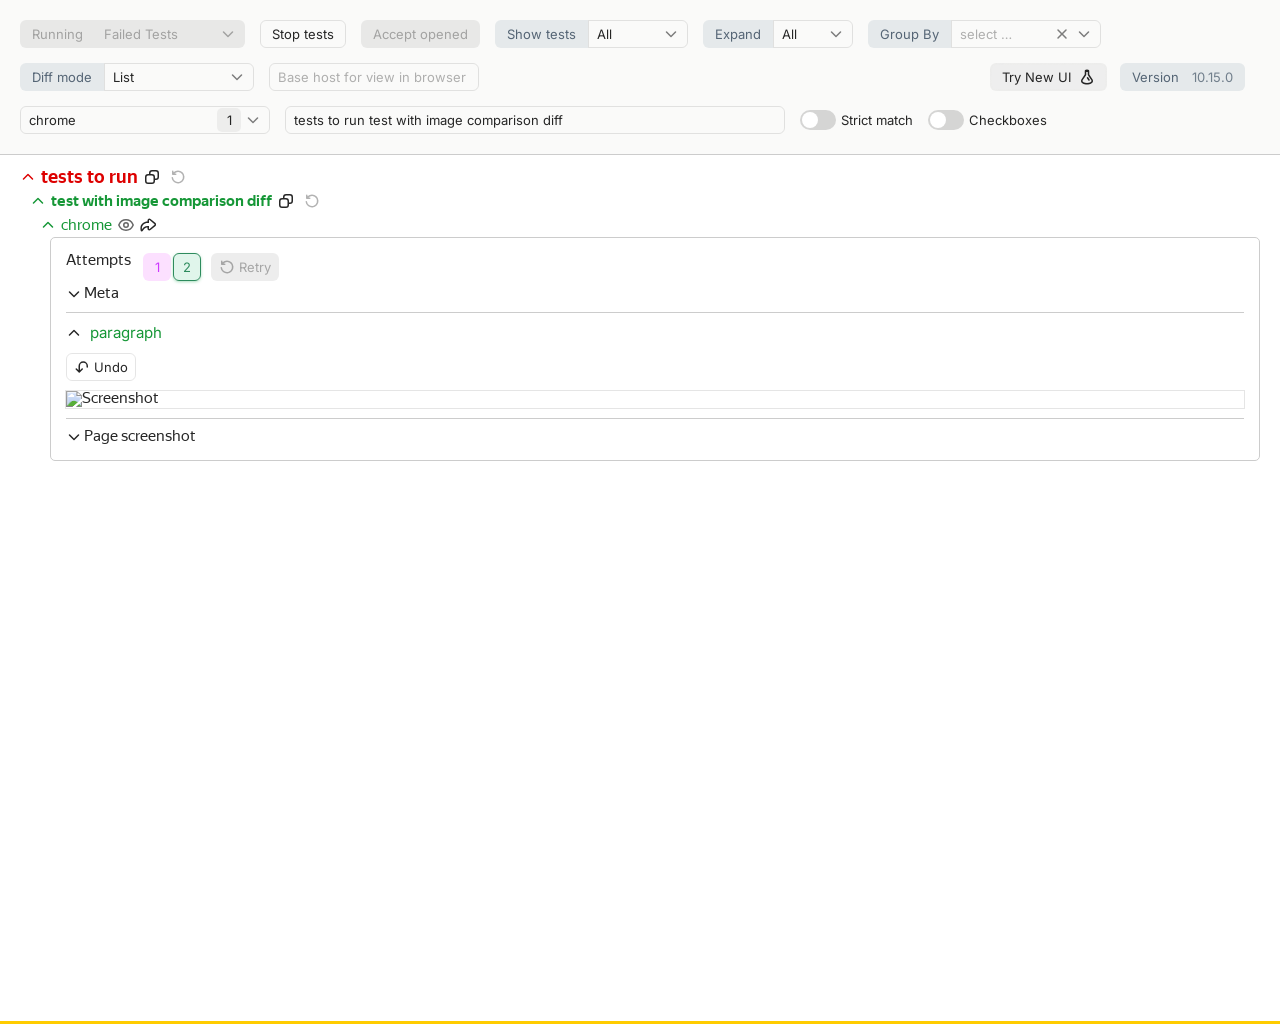 Running Failed Tests Stop tests Accept opened Show tests All Expand All Group By select ...
Diff mode List Base host for view in browser Try New UI Version 10.15.0
chrome 1 tests to run test with image comparison diff Strict match Checkboxes
tests to run
test with image comparison diff
chrome
Attempts 1 2 Retry
Meta
paragraph
Undo
Screenshot
Page screenshot